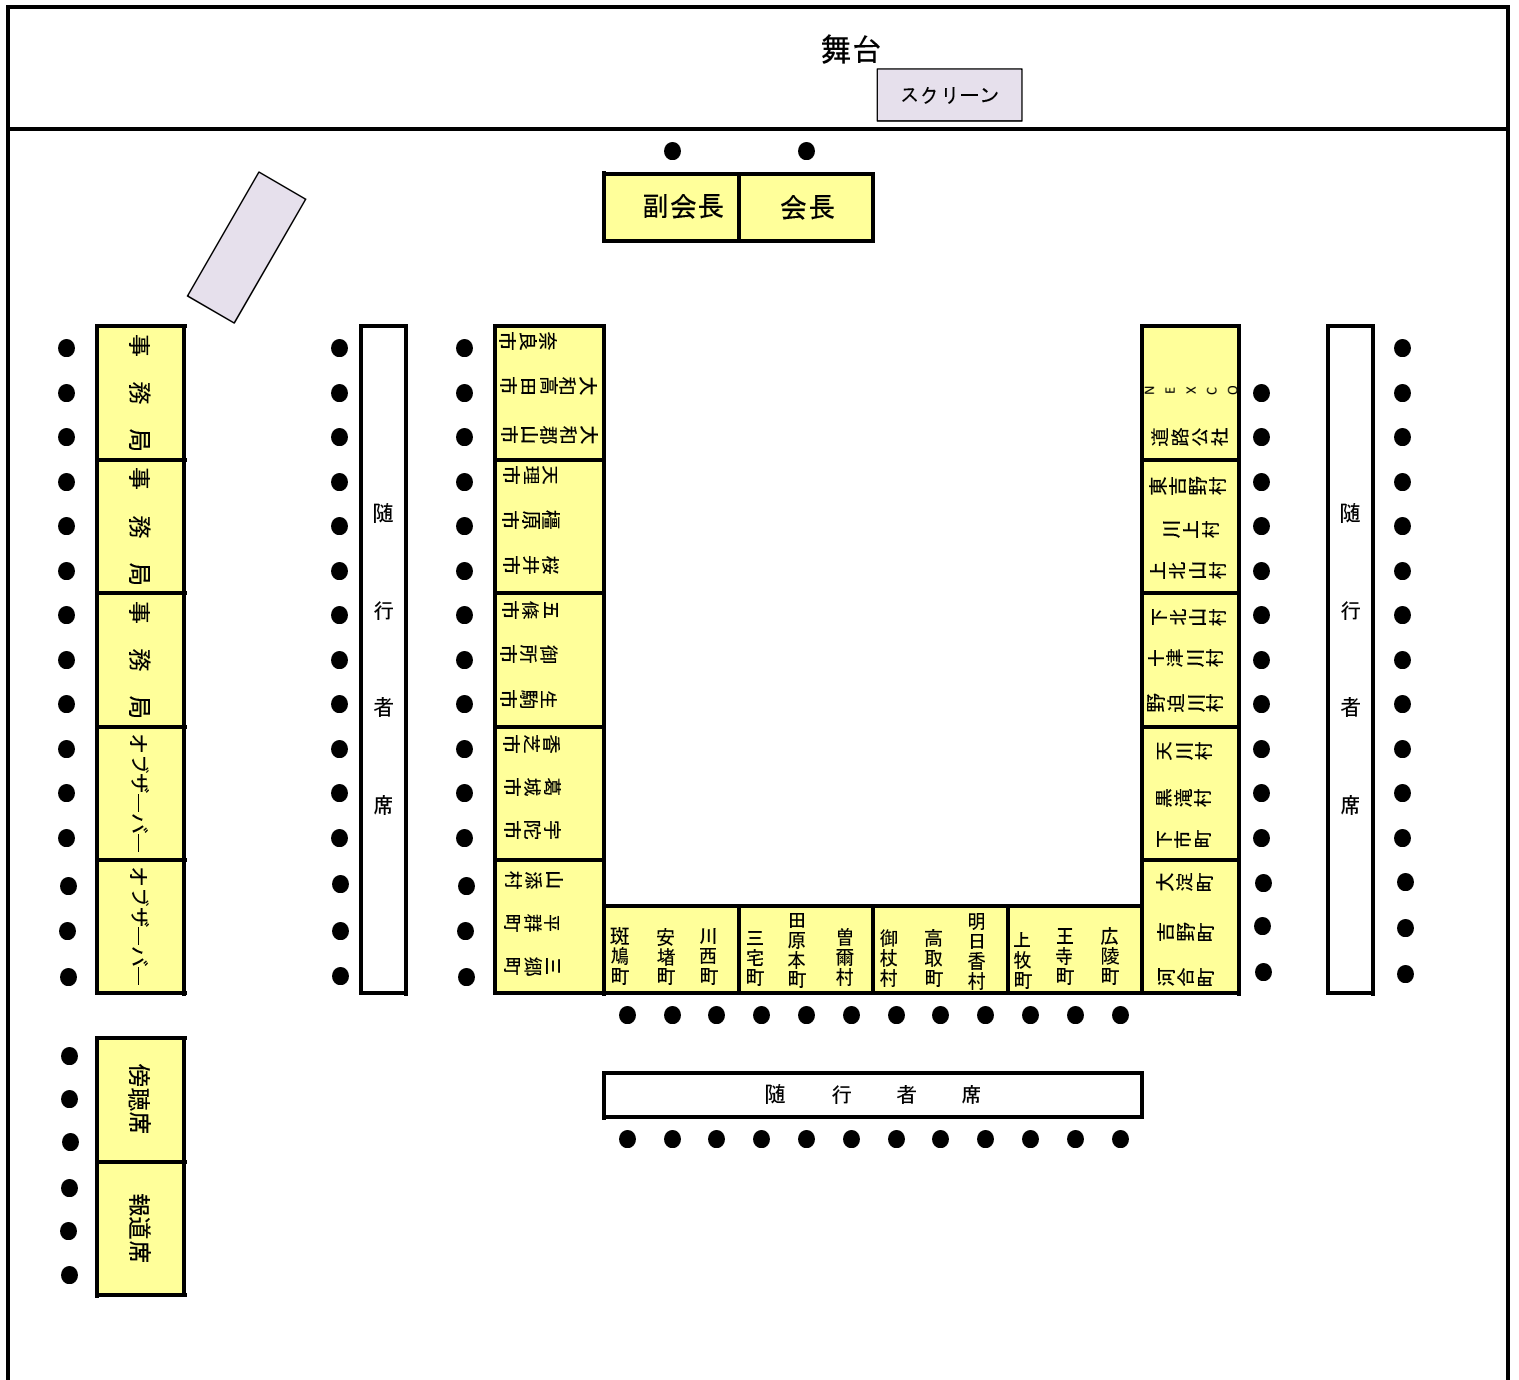 舞台
スクリーン
副会長
会長
事務局
事務局
事務局
オブザーバー
オブザーバー
傍聴席
報道席
随行者席
奈良市
大和高田市
大和郡山市
天理市
橿原市
桜井市
五條市
御所市
生駒市
香芝市
葛城市
宇陀市
山添村
平群町
三郷町
斑鳩町
安堵町
川西町
三宅町
田原本町
曽爾村
御杖村
高取町
明日香村
上牧町
王寺町
広陵町
NEXCO
道路公社
東吉野村
川上村
上北山村
下北山村
十津川村
野迫川村
天川村
黒滝村
下市町
大淀町
吉野町
河合町
随行者席
随行者席